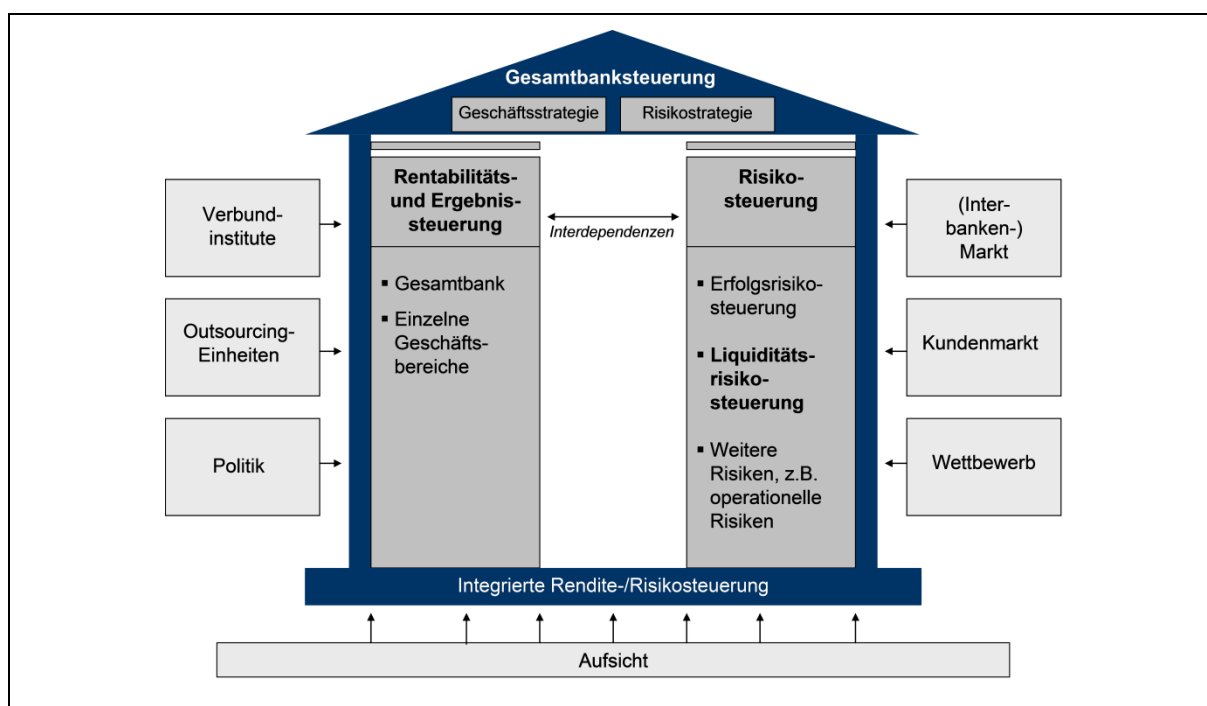 Gesamtbanksteuerung
Geschäftsstrategie
Risikostrategie
Rentabilitäts-
und Ergebnis-
steuerung
Interdependenzen
Risiko-
steuerung
▪ Gesamtbank
▪ Einzelne
Geschäfts-
bereiche
▪ Erfolgsrisiko-
steuerung
▪ Liquiditäts-
risiko-
steuerung
▪ Weitere
Risiken, z.B.
operationelle
Risiken
Verbund-
institute
Outsourcing-
Einheiten
Politik
(Inter-
banken-)
Markt
Kundenmarkt
Wettbewerb
Integrierte Rendite-/Risikosteuerung
Aufsicht